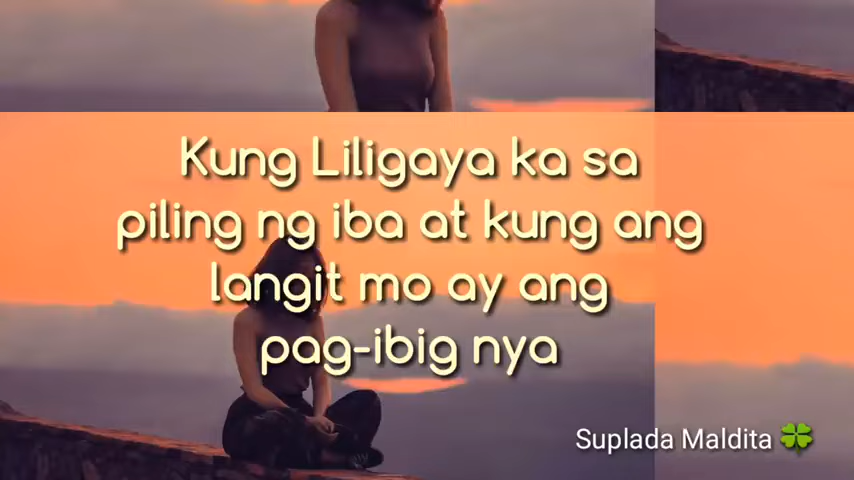 Kung Liligaya ka sa
piling ng iba at kung ang
langit mo ay ang
pag-ibig nya
Suplada Maldita 🍀